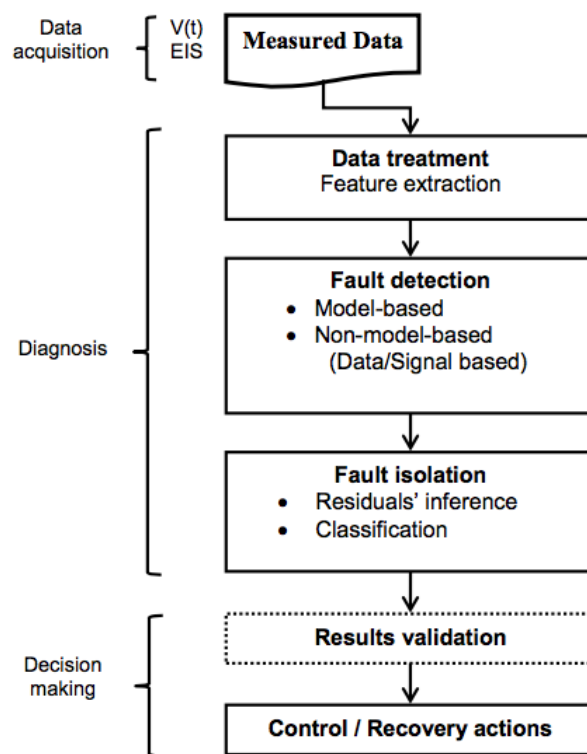 Data
acquisition
V(t)
EIS
Measured Data
Data treatment
Feature extraction
Diagnosis
Fault detection
• Model-based
• Non-model-based
(Data/Signal based)
Fault isolation
• Residuals’ inference
• Classification
Decision
making
Results validation
Control / Recovery actions